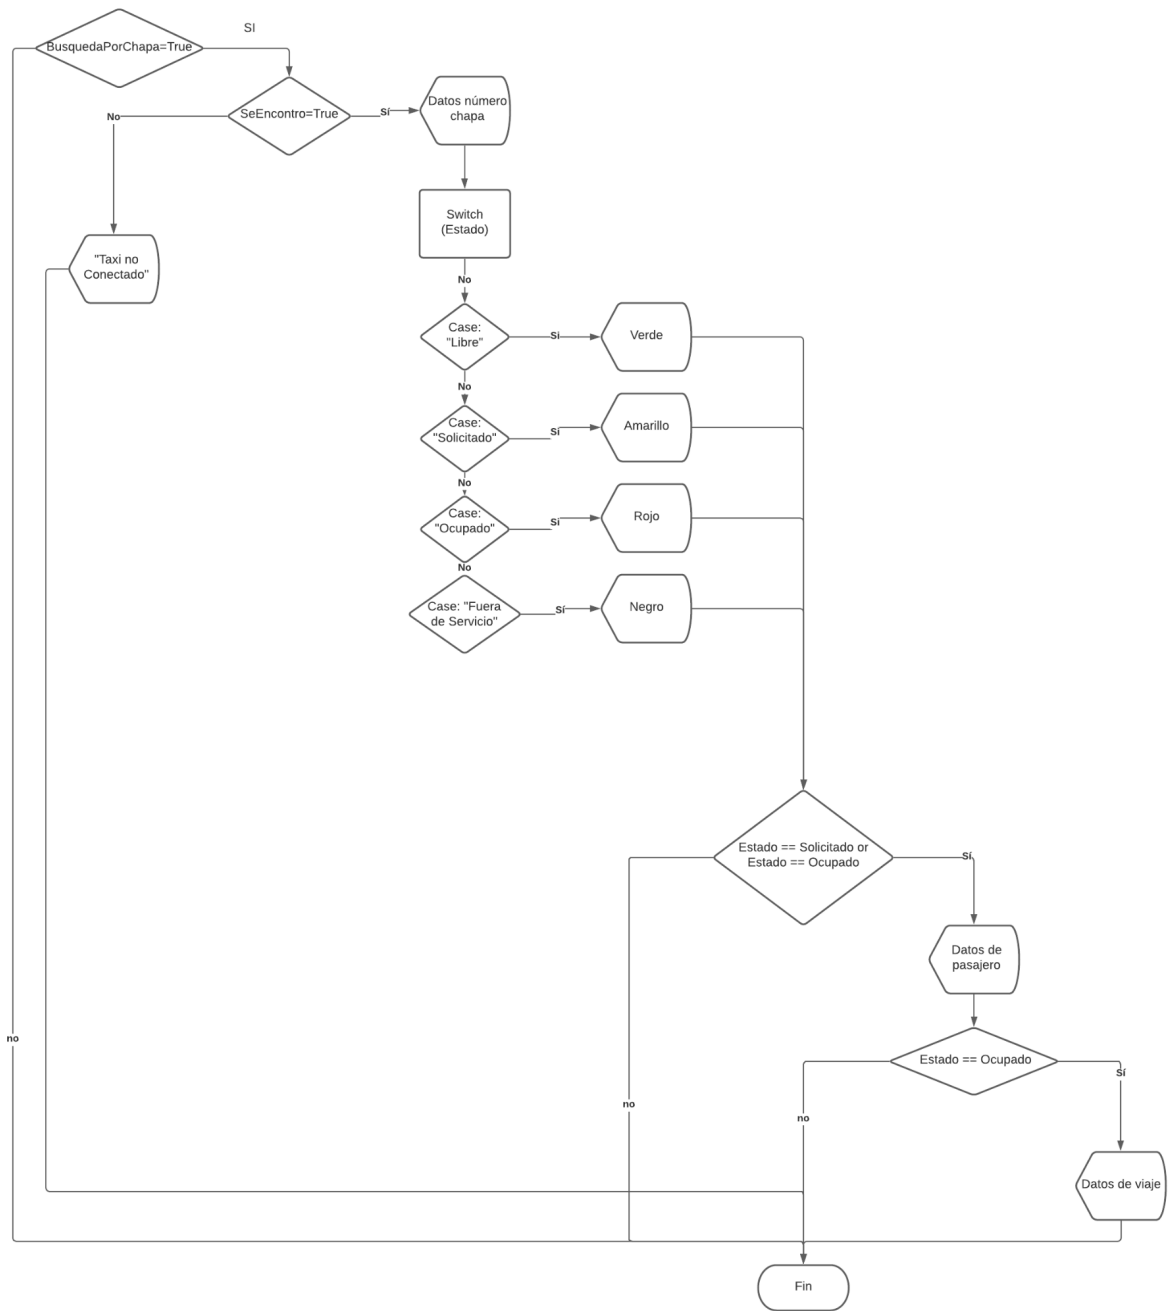 SI
BusquedaPorChapa=True
SeEncontro=True
No
Sí
Datos número
chapa
Switch
(Estado)
"Taxi no
Conectado"
No
Case:
"Libre"
Si
Verde
No
Case:
"Solicitado"
Sí
Amarillo
No
Case:
"Ocupado"
Si
Rojo
No
Case: "Fuera
de Servicio"
Sí
Negro
Estado == Solicitado or
Estado == Ocupado
Sí
Datos de
pasajero
no
Estado == Ocupado
Sí
no
no
Datos de viaje
Fin